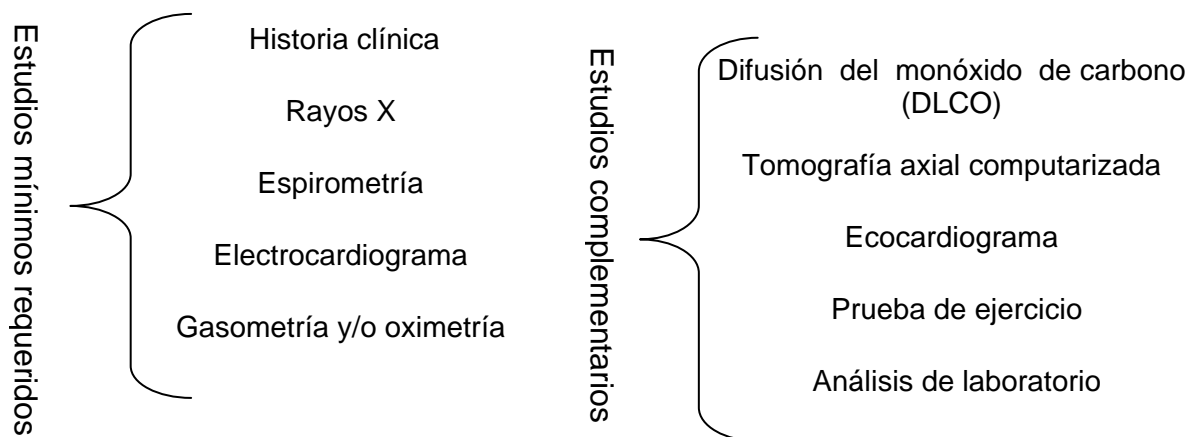 Estudios mínimos requeridos
Historia clínica
Rayos X
Espirometría
Electrocardiograma
Gasometría y/o oximetría
Estudios complementarios
Difusión del monóxido de carbono
(DLCO)
Tomografía axial computarizada
Ecocardiograma
Prueba de ejercicio
Análisis de laboratorio